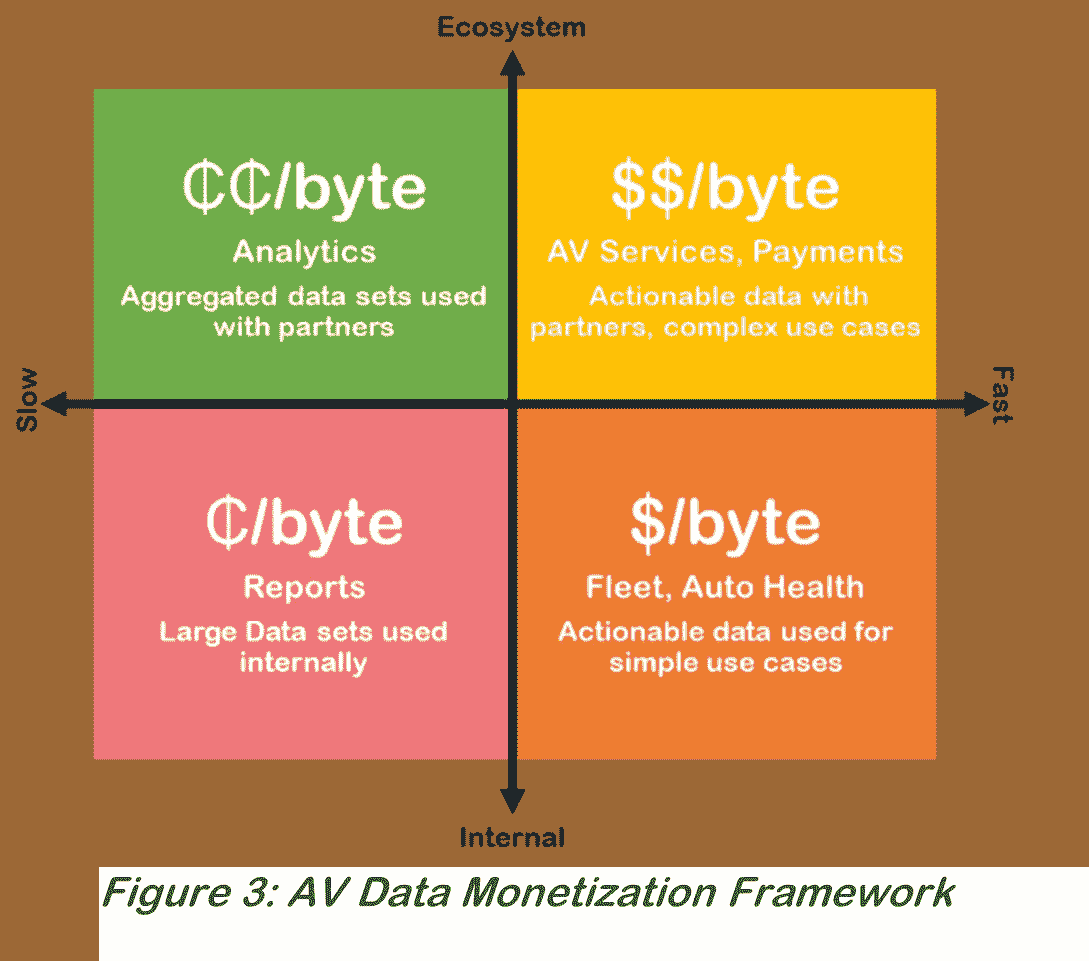 Ecosystem
₵₵/byte
Analytics
Aggregated data sets used
with partners
$$/byte
AV Services, Payments
Actionable data with
partners, complex use cases
Slow
Fast
₵/byte
Reports
Large Data sets used
internally
$/byte
Fleet, Auto Health
Actionable data used for
simple use cases
Internal
Figure 3: AV Data Monetization Framework